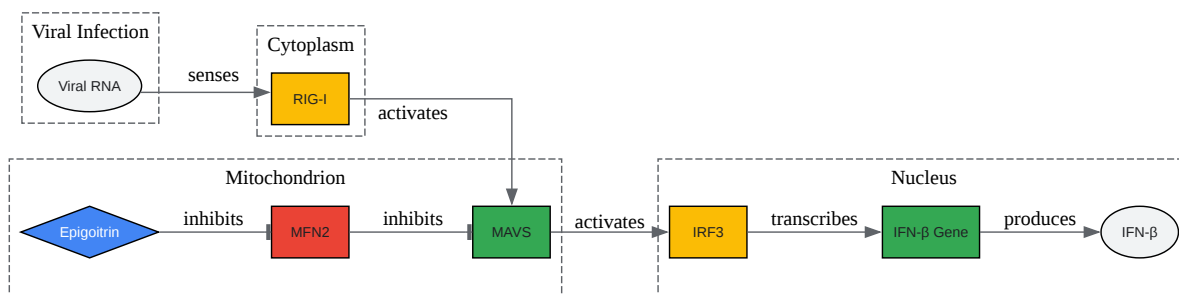 Viral Infection
Cytoplasm
Viral RNA
senses
RIG-I
activates
Mitochondrion
Nucleus
Epigoitrin
inhibits
MFN2
inhibits
MAVS
activates
IRF3
transcribes
IFN-β Gene
produces
IFN-β